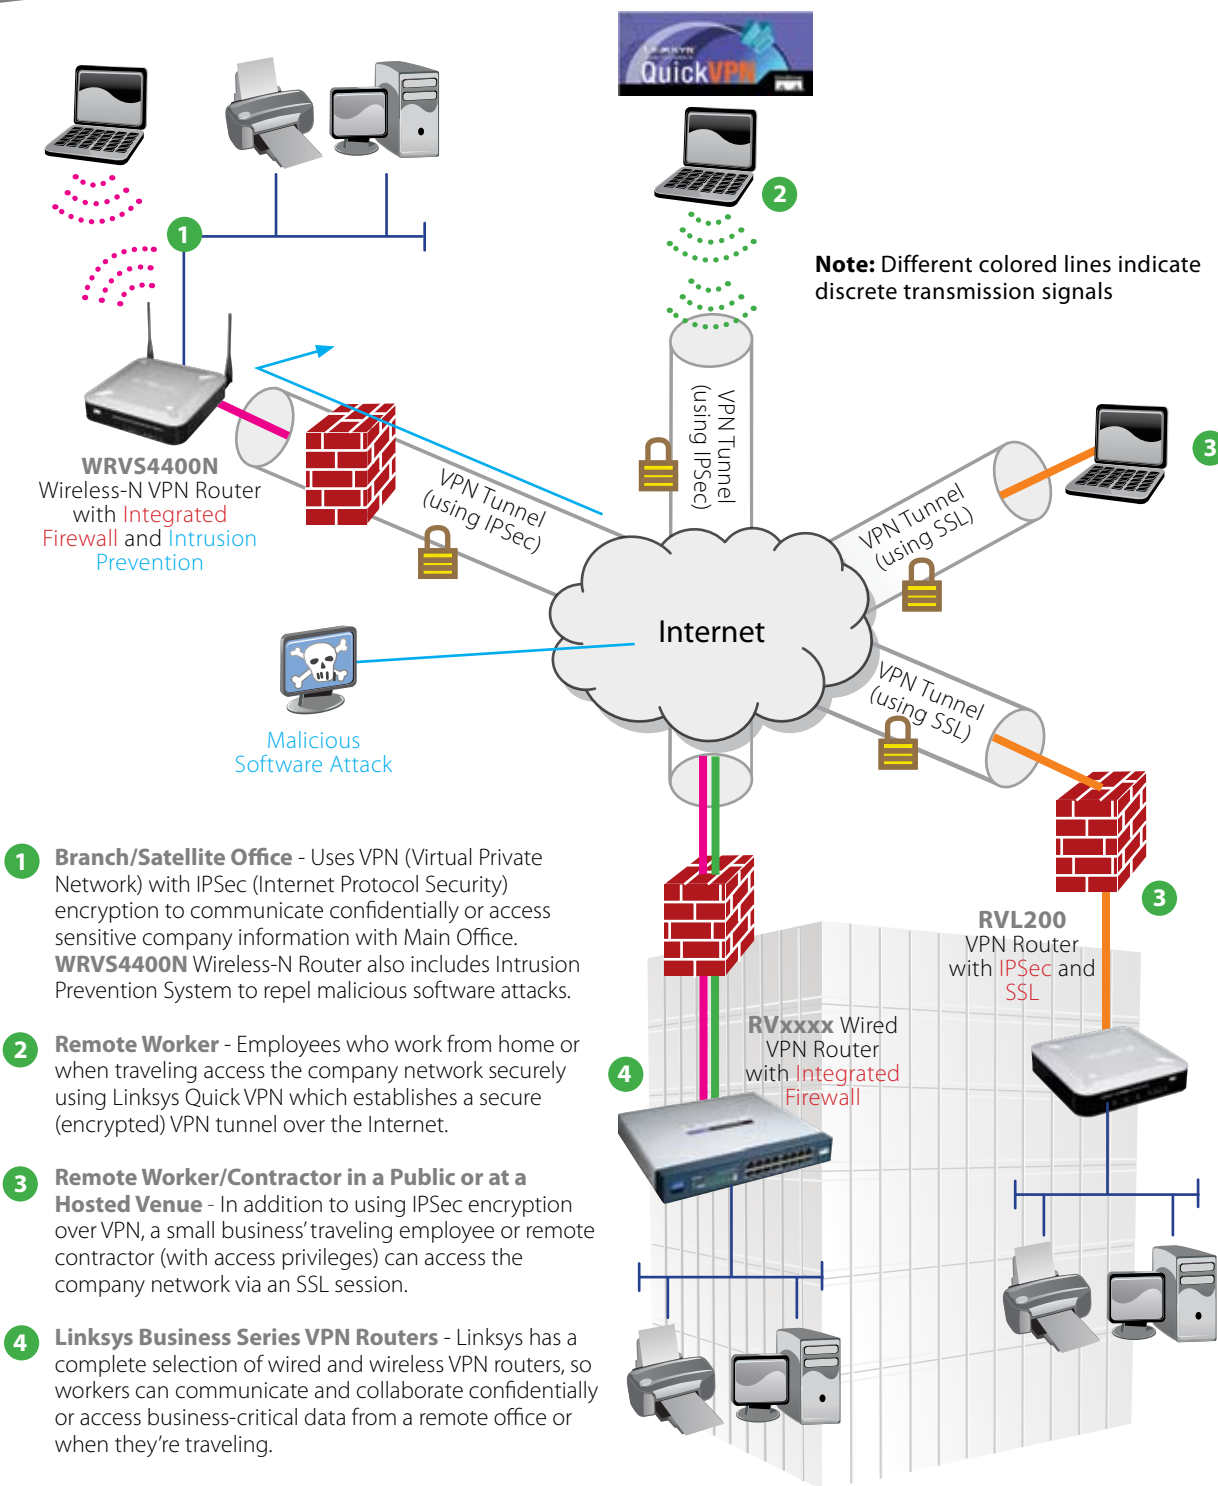 LINKSYS
QuickVPN
2
1
Note: Different colored lines indicate
discrete transmission signals
VPN Tunnel
(using IPSec)
3
WRVS4400N
Wireless-N VPN Router
with Integrated
Firewall and Intrusion
Prevention
VPN Tunnel
(using IPSec)
VPN Tunnel
(using SSL)
Internet
VPN Tunnel
(using SSL)
Malicious
Software Attack
1 Branch/Satellite Office - Uses VPN (Virtual Private
Network) with IPSec (Internet Protocol Security)
encryption to communicate confidentially or access
sensitive company information with Main Office.
WRVS4400N Wireless-N Router also includes Intrusion
Prevention System to repel malicious software attacks.
2 Remote Worker - Employees who work from home or
when traveling access the company network securely
using Linksys Quick VPN which establishes a secure
(encrypted) VPN tunnel over the Internet.
3 Remote Worker/Contractor in a Public or at a
Hosted Venue - In addition to using IPSec encryption
over VPN, a small business' traveling employee or remote
contractor (with access privileges) can access the
company network via an SSL session.
4 Linksys Business Series VPN Routers - Linksys has a
complete selection of wired and wireless VPN routers, so
workers can communicate and collaborate confidentially
or access business-critical data from a remote office or
when they're traveling.
3
RVL200
VPN Router
with IPSec and
SSL
RVxxxx Wired
VPN Router
with Integrated
Firewall
4